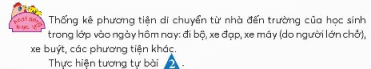 Thống kê phương tiện di chuyển từ nhà đến trường của học sinh
trong lớp vào ngày hôm nay: đi bộ, xe đạp, xe máy (do người lớn chở),
xe buýt, các phương tiện khác.
Thực hiện tương tự bài 2.